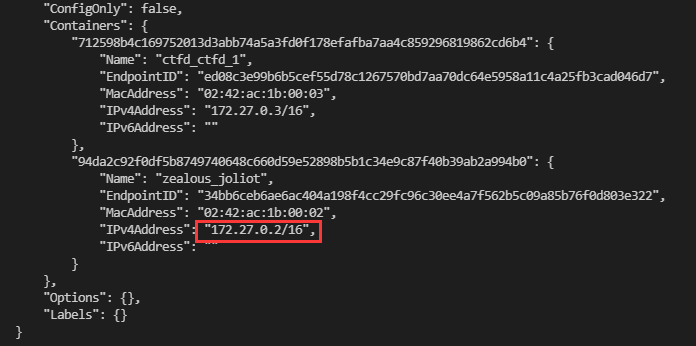 "ConfigOnly": false,
"Containers": {
"712598b4c169752013d3abb74a5a3fd0f178efafba7aa4c859296819862cd6b4": {
"Name": "ctfd_ctfd_1",
"EndpointID": "ed08c3e99b6b5cef55d78c1267570bd7aa70dc64e5958a11c4a25fb3cad046d7",
"MacAddress": "02:42:ac:1b:00:03",
"IPv4Address": "172.27.0.3/16",
"IPv6Address": ""
},
"94da2c92f0df5b8749740648c660d59e52898b5b1c34e9c87f40b39ab2a994b0": {
"Name": "zealous_joliot",
"EndpointID": "34bb6ceb6ae6ac404a198f4cc29fc96c30ee4a7f562b5c09a85b76f0d803e322",
"MacAddress": "02:42:ac:1b:00:02",
"IPv4Address": "172.27.0.2/16",
"IPv6Address": ""
}
},
"Options": {},
"Labels": {}
}